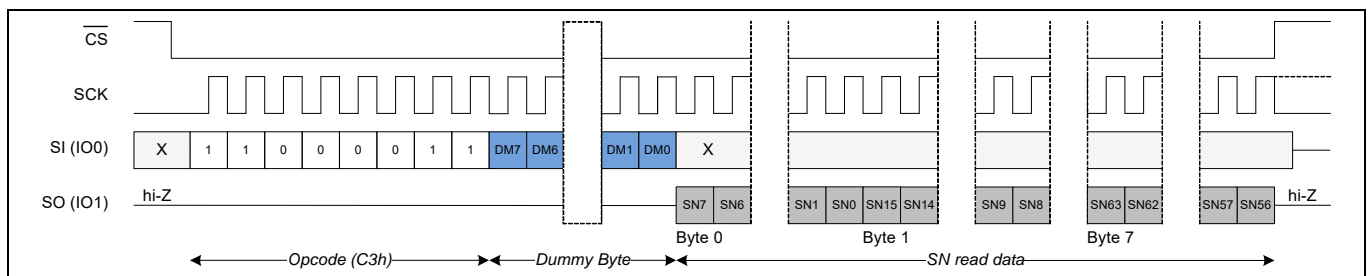 CS
SCK
SI (IO0) X 1 1 0 0 0 0 1 1 DM7 DM6 DM1 DM0 X
hi-Z hi-Z
SO (IO1) SN7 SN6 SN1 SN0 SN15 SN14 SN9 SN8 SN63 SN62 SN57 SN56
Byte 0 Byte 1 Byte 7
Opcode (C3h) Dummy Byte SN read data